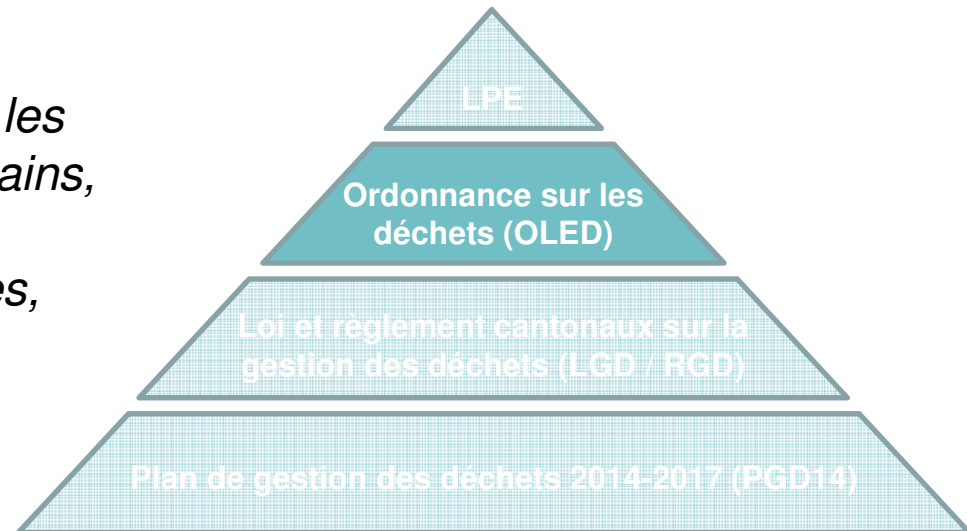 les
ains,
es,
LPE
Ordonnance sur les
déchets (OLED)
Loi et règlement cantonaux sur la
gestion des déchets (LGD / RGD)
Plan de gestion des déchets 2014-2017 (PGD14)